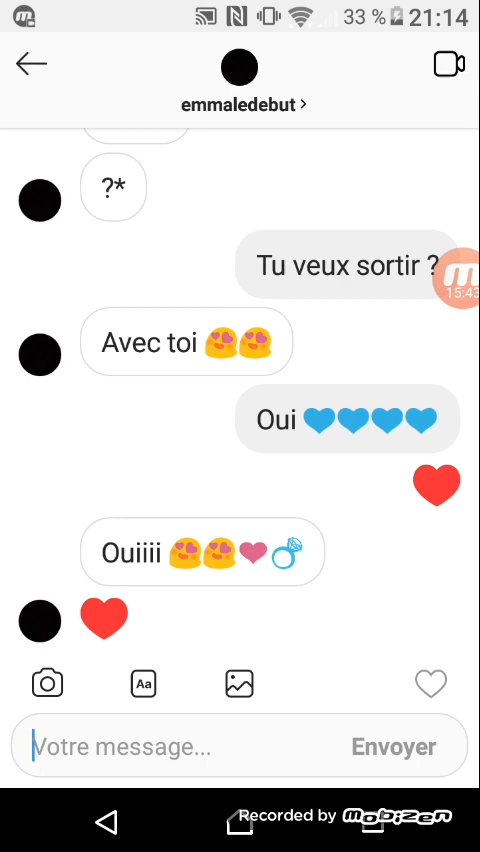 33 % 21:14
emmaledebut >
?*
Tu veux sortir ?
15:43
Avec toi 😍😍
Oui 💙💙💙💙
❤️
Ouiiii 😍😍❤💍
❤️
Aa
Votre message...
Envoyer
Recorded by Mobizen